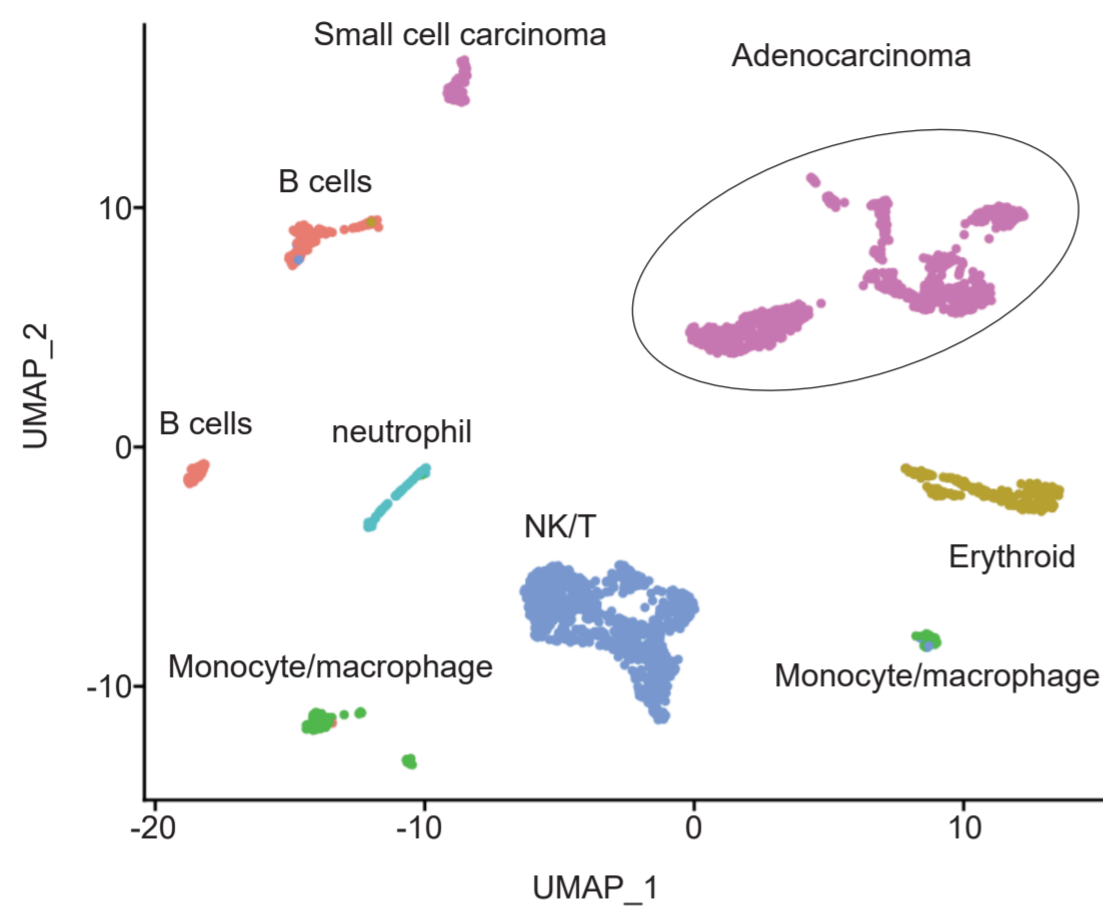 Small cell carcinoma
Adenocarcinoma
B cells
10
UMAP_2
B cells
neutrophil
0
NK/T
Erythroid
Monocyte/macrophage
Monocyte/macrophage
-10
-20
-10
0
10
UMAP_1